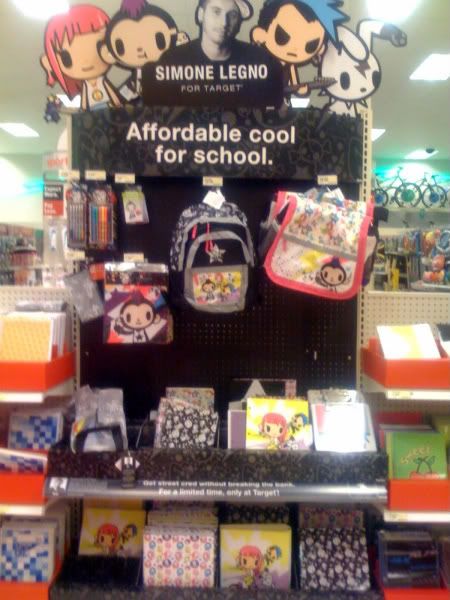 SIMONE LEGNO
FOR TARGET
Affordable cool
for school.
Get street cred without breaking the bank.
For a limited time, only at Target!